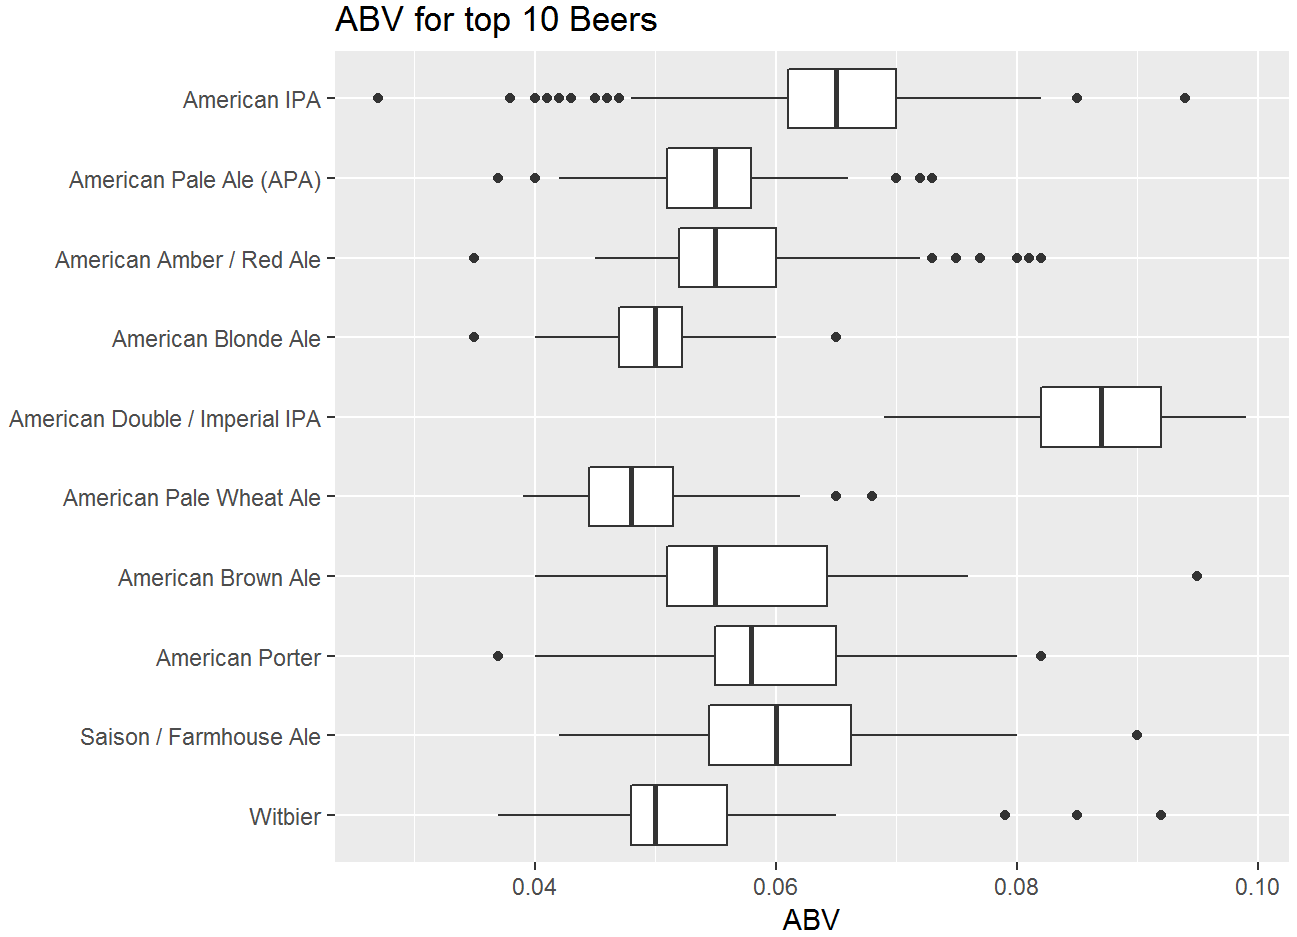 ABV for top 10 Beers
American IPA
American Pale Ale (APA)
American Amber / Red Ale
American Blonde Ale
American Double / Imperial IPA
American Pale Wheat Ale
American Brown Ale
American Porter
Saison / Farmhouse Ale
Witbier
0.04 0.06 0.08 0.10
ABV